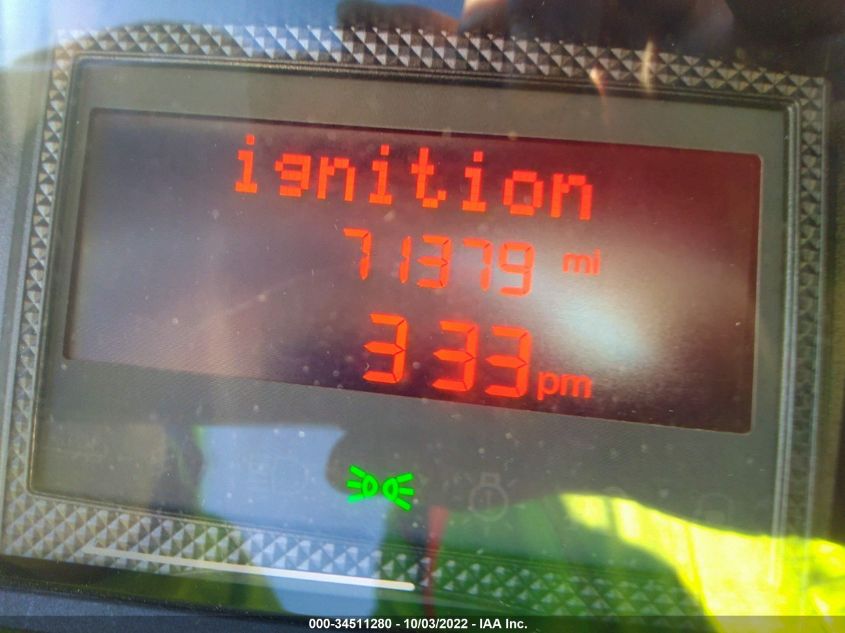 ignition
71379 mi
333 pm
000-34511280 - 10/03/2022 - IAA Inc.